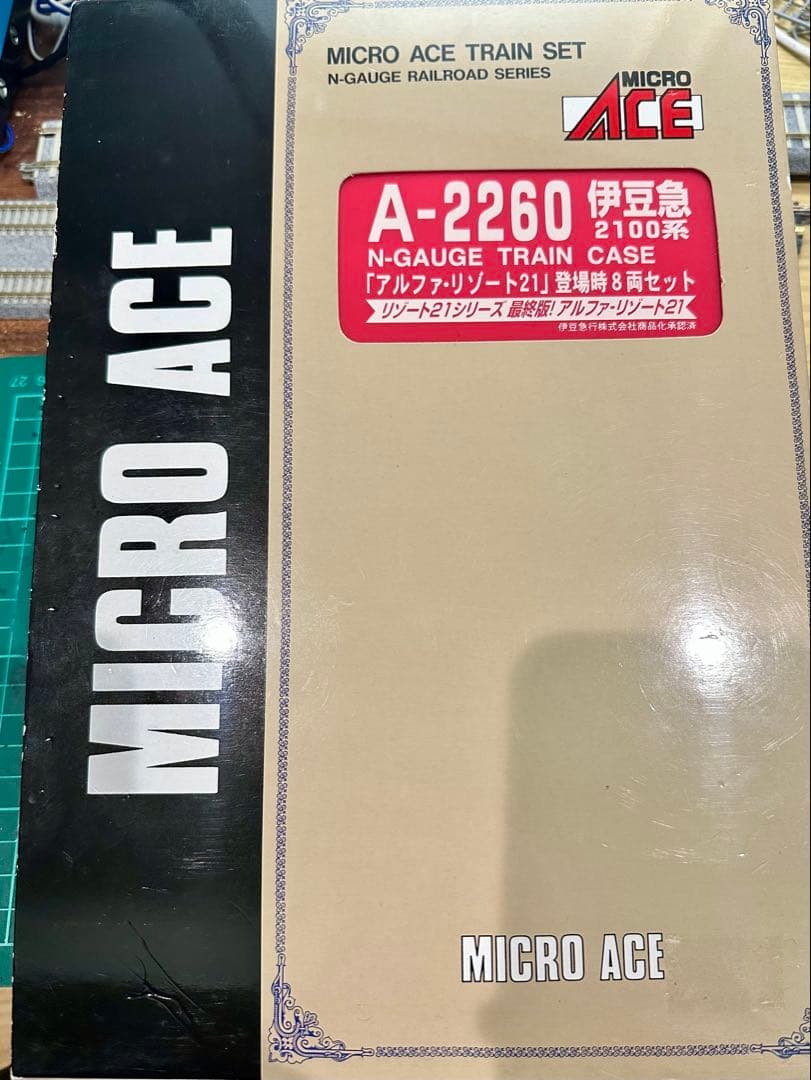 MICRO ACE TRAIN SET
N-GAUGE RAILROAD SERIES
MICRO
ACE
A-2260 伊豆急
2100系
N-GAUGE TRAIN CASE
「アルファ・リゾート21」登場時8両セット
リゾート21シリーズ 最終版! アルファ・リゾート21
伊豆急行株式会社商品化承認済
MICRO ACE
MICRO ACE
27